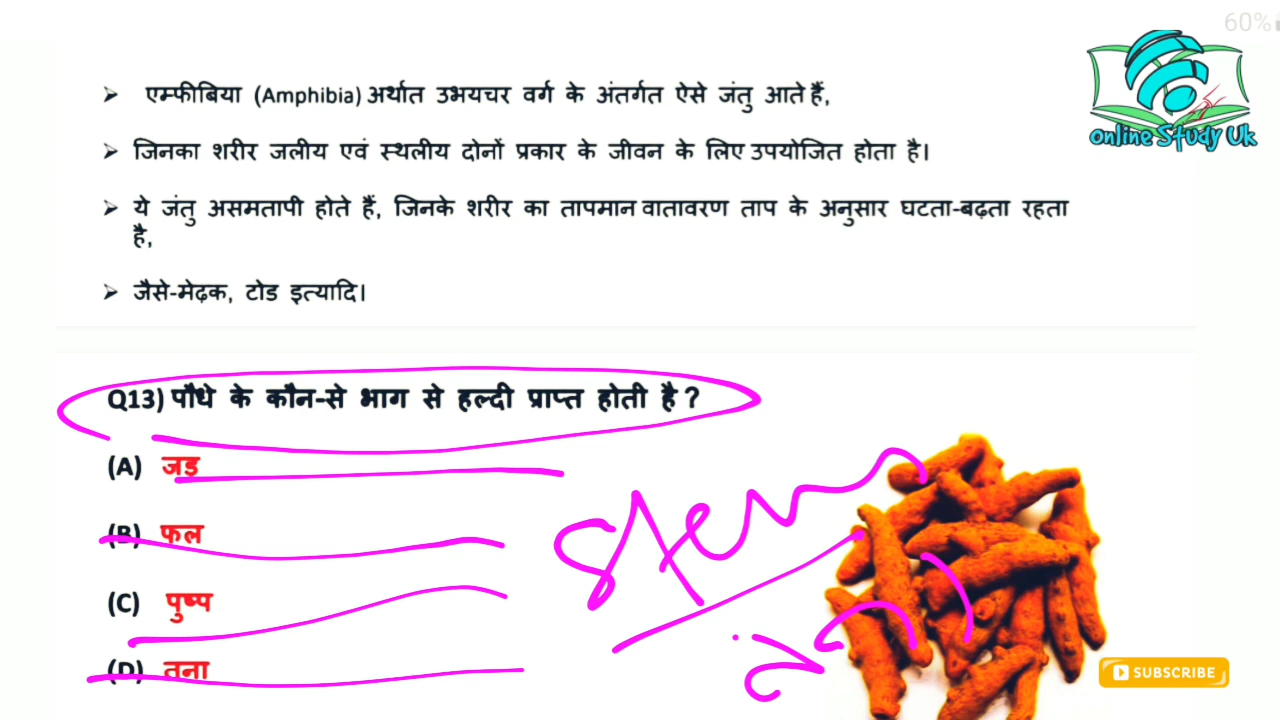 60%
Online Study Uk
➤ एम्फीबिया (Amphibia) अर्थात उभयचर वर्ग के अंतर्गत ऐसे जंतु आते हैं,
➤ जिनका शरीर जलीय एवं स्थलीय दोनों प्रकार के जीवन के लिए उपयोजित होता है।
➤ ये जंतु असमतापी होते हैं, जिनके शरीर का तापमान वातावरण ताप के अनुसार घटता-बढ़ता रहता
है,
➤ जैसे-मेढ़क, टोड इत्यादि।
Q13) पौधे के कौन-से भाग से हल्दी प्राप्त होती है ?
(A) जड
(B) फल
(C) पुष्प
(D) तना
Stem
SUBSCRIBE